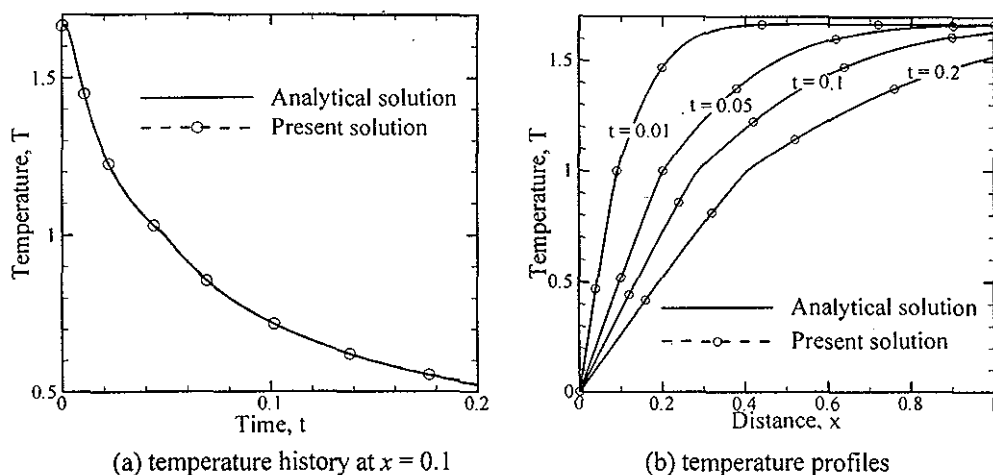 1.5
1
0.5
0
0.1
0.2
Temperature, T
Time, t
Analytical solution
Present solution
(a) temperature history at x = 0.1
1.5
1
0.5
0
0
0.2
0.4
0.6
0.8
1
Temperature, T
Distance, x
t = 0.01
t = 0.05
t = 0.1
t = 0.2
Analytical solution
Present solution
(b) temperature profiles